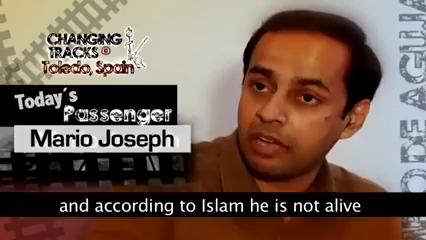 CHANGING
TRACKS @
Toledo, Spain
Today's
Passenger
Mario Joseph
and according to Islam he is not alive